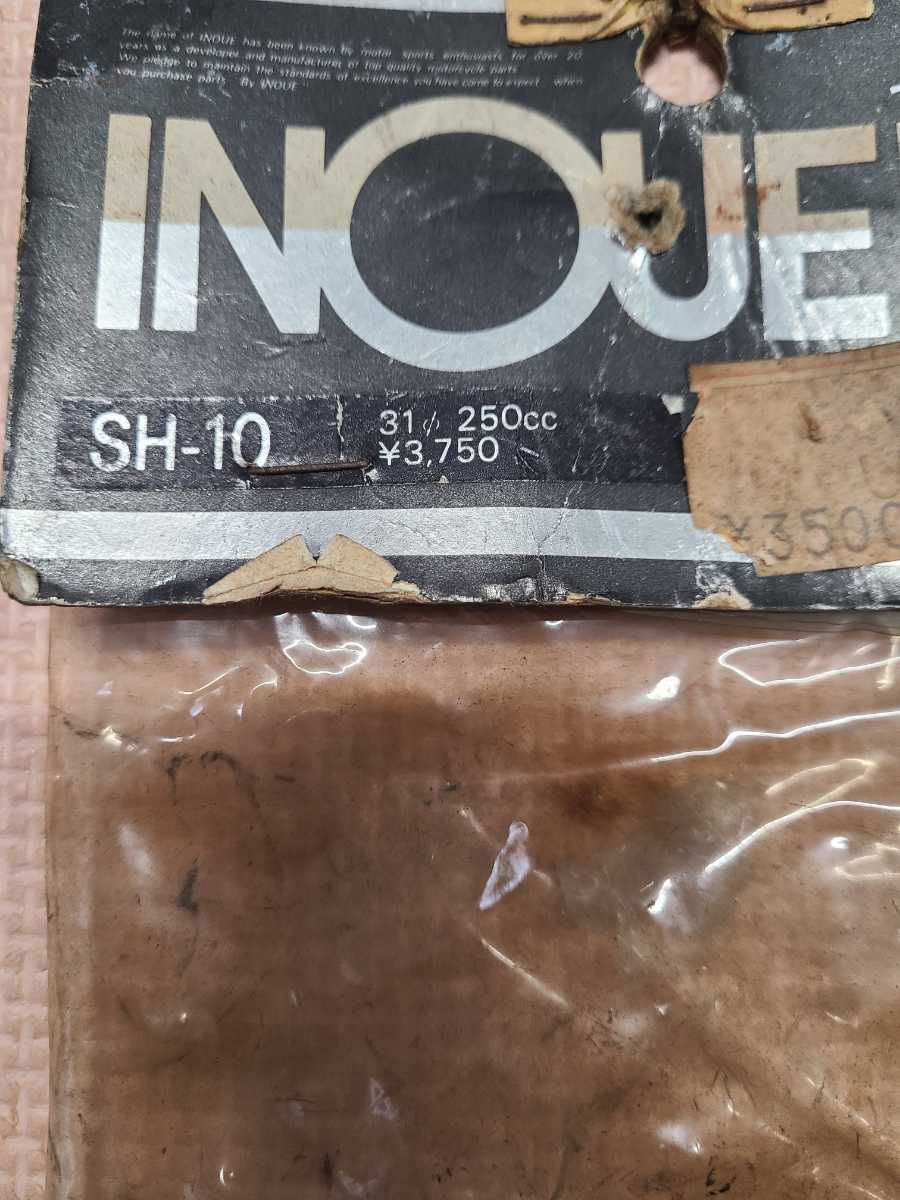 The name of INOUE has been known to motor sports enthusiasts for over 20
years as a developer and manufacturer of top quality motorcycle parts.
We pledge to maintain the standards of excellence you have come to expect when
you purchase parts
By INOUE
INOUE
SH-10
31φ 250cc
¥3,750
¥3500